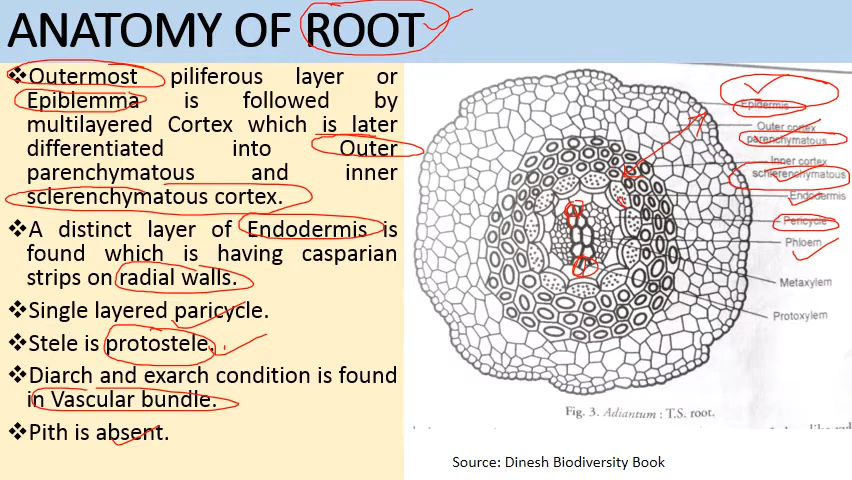 ANATOMY OF ROOT
Outermost piliferous layer or
Epiblemma is followed by
multilayered Cortex which is later
differentiated into Outer
parenchymatous and inner
sclerenchymatous cortex.
A distinct layer of Endodermis is
found which is having casparian
strips on radial walls.
Single layered paricycle.
Stele is protostele.
Diarch and exarch condition is found
in Vascular bundle.
Pith is absent.
Epidermis
Outer cortex
parenchymatous
Inner cortex
schlerenchymatous
Endodermis
Pericycle
Phloem
Metaxylem
Protoxylem
Fig. 3. Adiantum : T.S. root.
Source: Dinesh Biodiversity Book